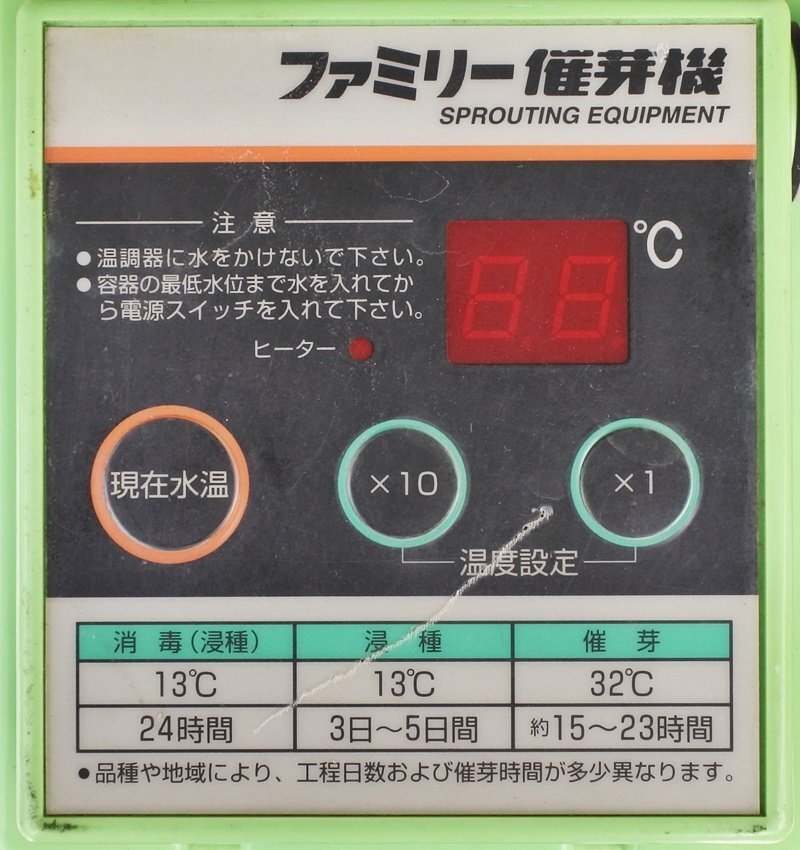 ファミリー催芽機
SPROUTING EQUIPMENT
注意
●温調器に水をかけないで下さい。
●容器の最低水位まで水を入れてか
ら電源スイッチを入れて下さい。
℃
ヒーター
現在水温
×10
×1
温度設定
消毒(浸種) 浸種 催芽
13℃ 13℃ 32℃
24時間 3日～5日間 約15～23時間
●品種や地域により、工程日数および催芽時間が多少異なります。